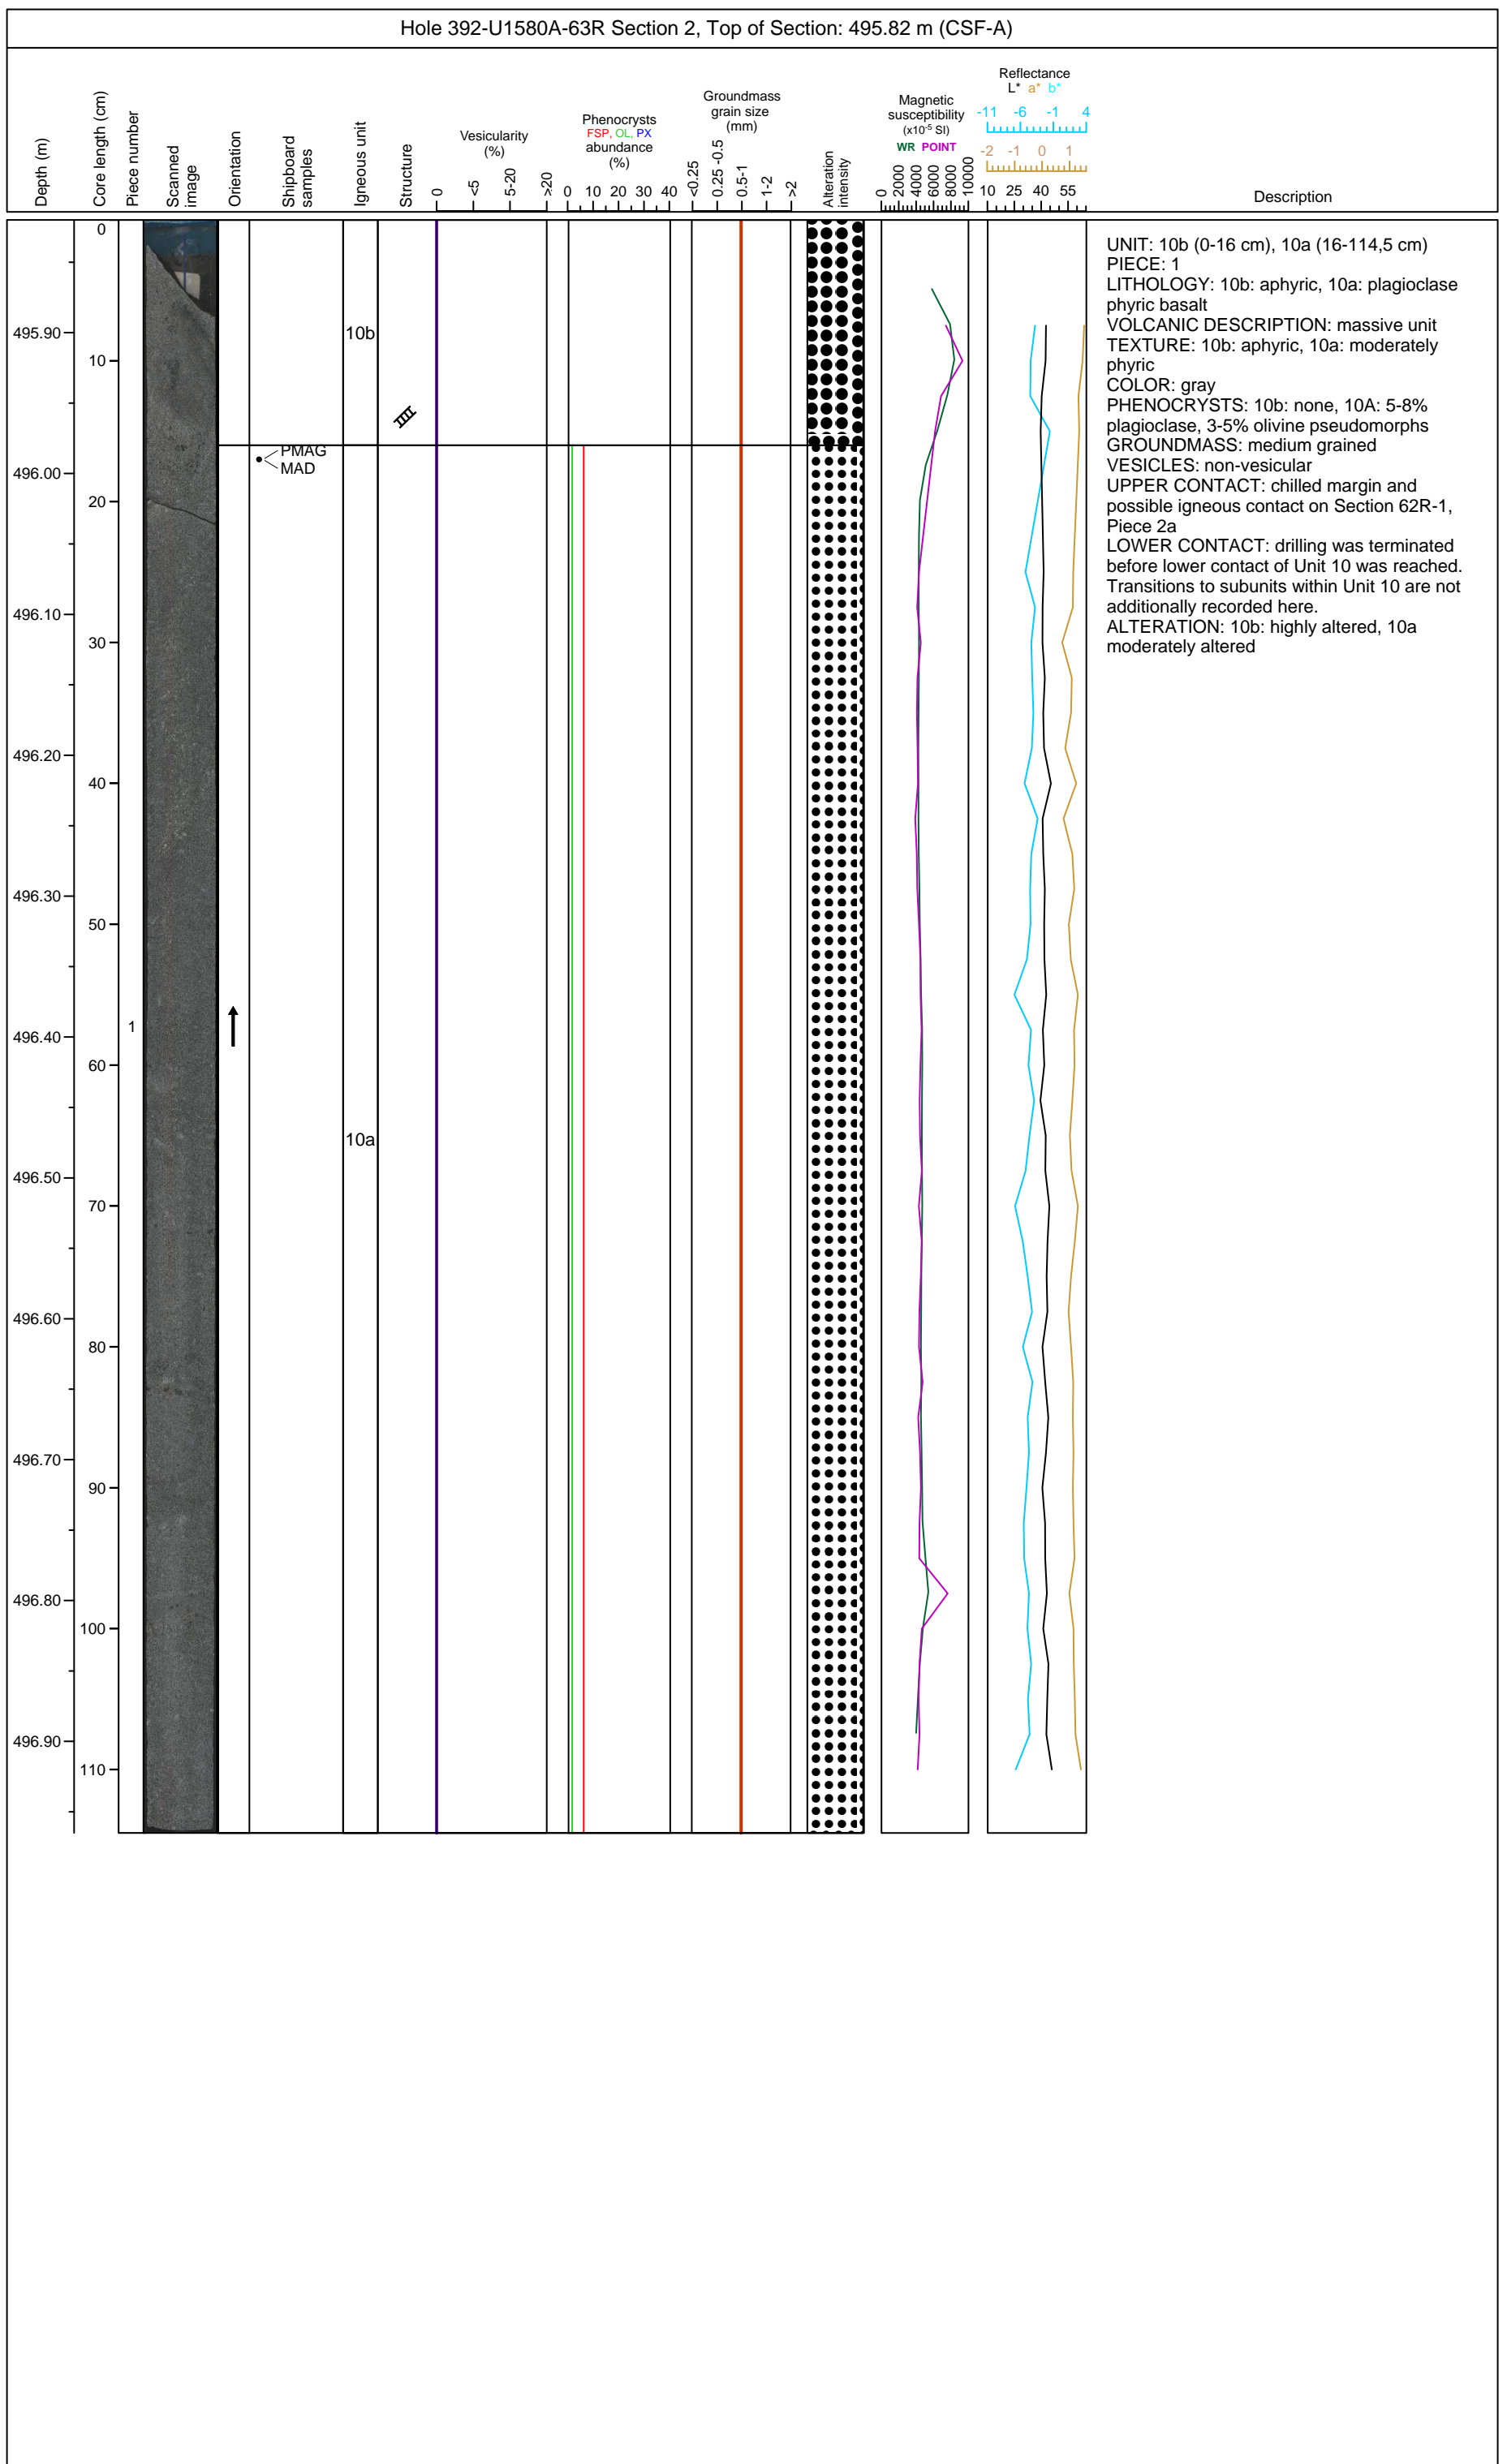 Hole 392-U1580A-63R Section 2, Top of Section: 495.82 m (CSF-A)
Depth (m)
Core length (cm)
Piece number
Scanned
image
Orientation
Shipboard
samples
Igneous unit
Structure
Vesicularity
(%)
0
<5
5-20
>20
Phenocrysts
FSP, OL, PX
abundance
(%)
0 10 20 30 40
Groundmass
grain size
(mm)
<0.25
0.25 -0.5
0.5-1
1-2
>2
Alteration
intensity
Magnetic
susceptibility
(x10⁻⁵ SI)
WR POINT
0
2000
4000
6000
8000
10000
Reflectance
L* a* b*
-11 -6 -1 4
-2 -1 0 1
10 25 40 55
Description
0
495.90
10
496.00
20
496.10
30
496.20
40
496.30
50
496.40
60
496.50
70
496.60
80
496.70
90
496.80
100
496.90
110
1
10b
PMAG
MAD
10a
UNIT: 10b (0-16 cm), 10a (16-114,5 cm)
PIECE: 1
LITHOLOGY: 10b: aphyric, 10a: plagioclase
phyric basalt
VOLCANIC DESCRIPTION: massive unit
TEXTURE: 10b: aphyric, 10a: moderately
phyric
COLOR: gray
PHENOCRYSTS: 10b: none, 10A: 5-8%
plagioclase, 3-5% olivine pseudomorphs
GROUNDMASS: medium grained
VESICLES: non-vesicular
UPPER CONTACT: chilled margin and
possible igneous contact on Section 62R-1,
Piece 2a
LOWER CONTACT: drilling was terminated
before lower contact of Unit 10 was reached.
Transitions to subunits within Unit 10 are not
additionally recorded here.
ALTERATION: 10b: highly altered, 10a
moderately altered